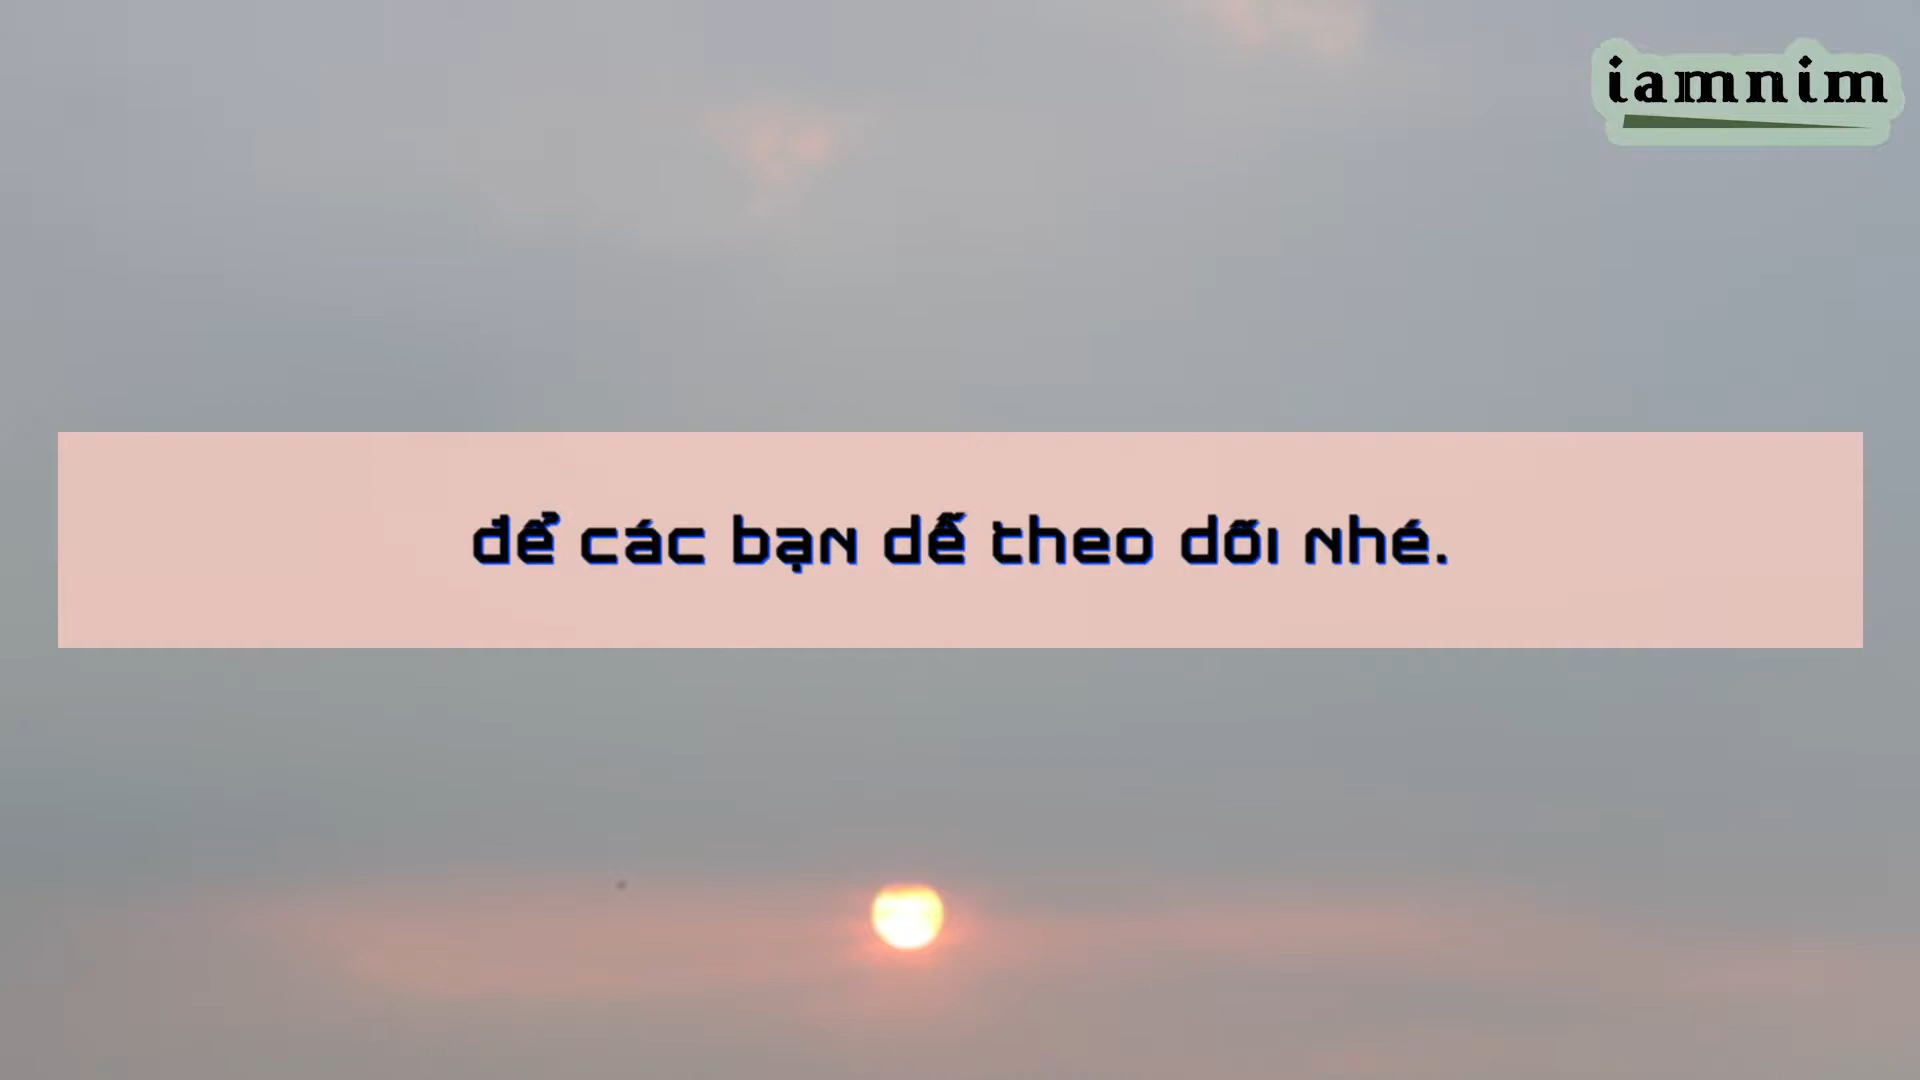 iamnim
để các bạn dễ theo dõi nhé.